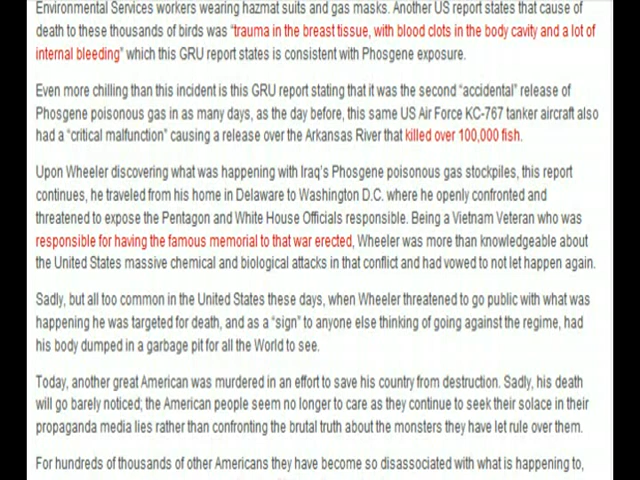 Environmental Services workers wearing hazmat suits and gas masks. Another US report states that cause of
death to these thousands of birds was “trauma in the breast tissue, with blood clots in the body cavity and a lot of
internal bleeding” which this GRU report states is consistent with Phosgene exposure.
Even more chilling than this incident is this GRU report stating that it was the second “accidental” release of
Phosgene poisonous gas in as many days, as the day before, this same US Air Force KC-767 tanker aircraft also
had a “critical malfunction” causing a release over the Arkansas River that killed over 100,000 fish.
Upon Wheeler discovering what was happening with Iraq’s Phosgene poisonous gas stockpiles, this report
continues, he traveled from his home in Delaware to Washington D.C. where he openly confronted and
threatened to expose the Pentagon and White House Officials responsible. Being a Vietnam Veteran who was
responsible for having the famous memorial to that war erected, Wheeler was more than knowledgeable about
the United States massive chemical and biological attacks in that conflict and had vowed to not let happen again.
Sadly, but all too common in the United States these days, when Wheeler threatened to go public with what was
happening he was targeted for death, and as a “sign” to anyone else thinking of going against the regime, had
his body dumped in a garbage pit for all the World to see.
Today, another great American was murdered in an effort to save his country from destruction. Sadly, his death
will go barely noticed; the American people seem no longer to care as they continue to seek their solace in their
propaganda media lies rather than confronting the brutal truth about the monsters they have let rule over them.
For hundreds of thousands of other Americans they have become so disassociated with what is happening to,